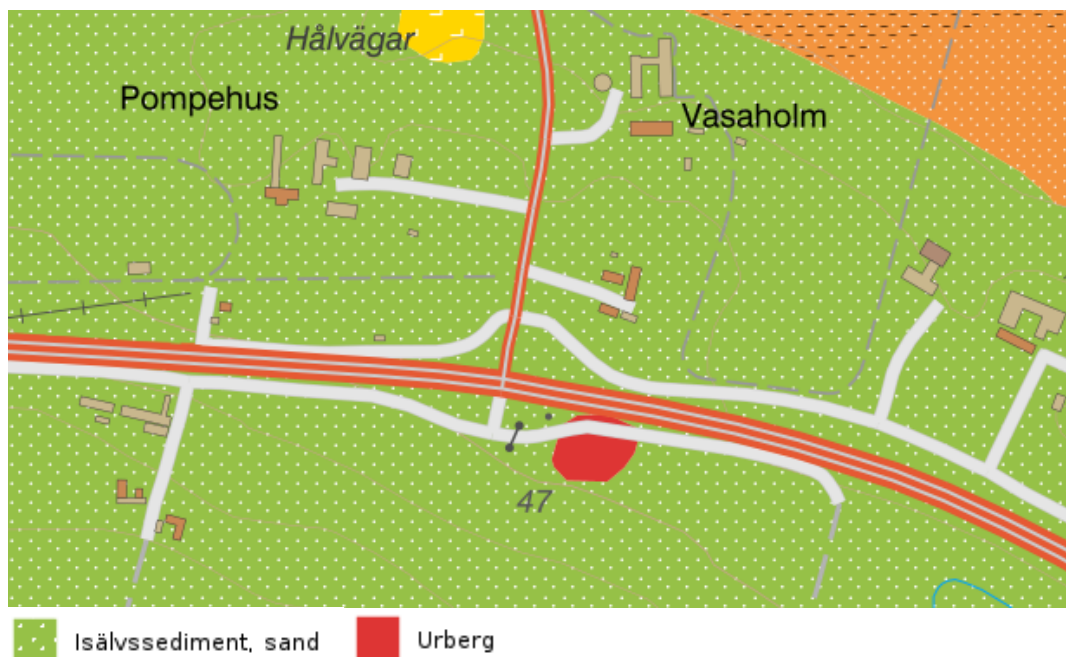 Hålvägar
Pompehus
Vasaholm
47
Isälvssediment, sand
Urberg